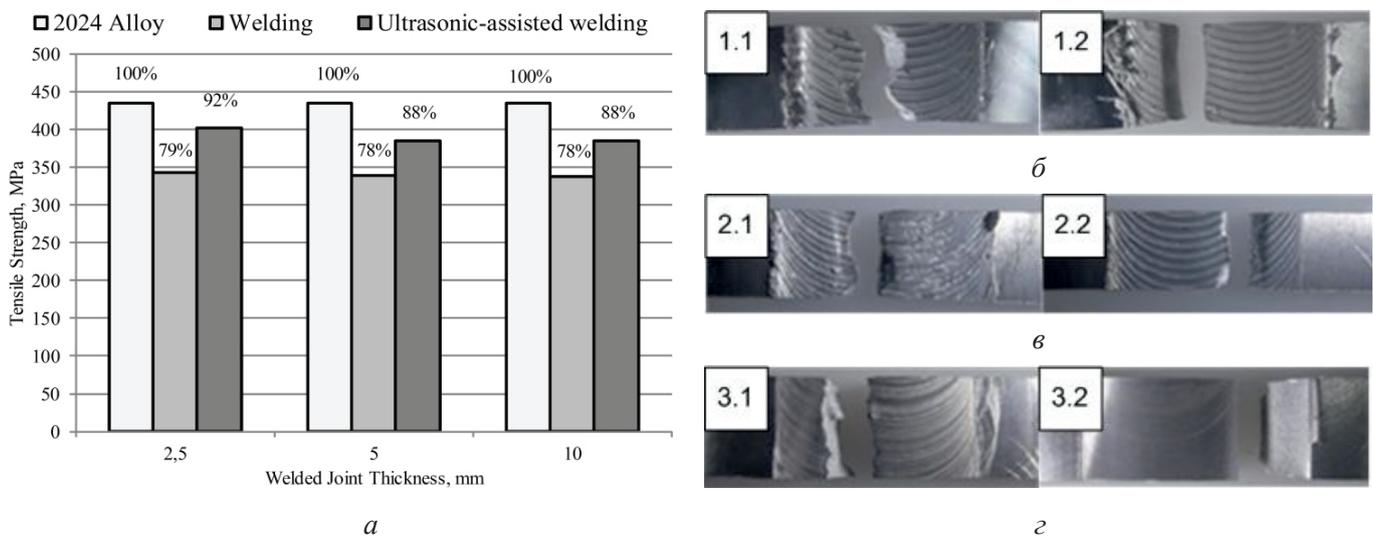 2024 Alloy Welding Ultrasonic-assisted welding
500
450
400
350
300
250
200
150
100
50
0
Tensile Strength, MPa
100% 100% 100%
92% 88% 88%
79% 78% 78%
2,5 5 10
Welded Joint Thickness, mm
а
1.1 1.2
б
2.1 2.2
в
3.1 3.2
г